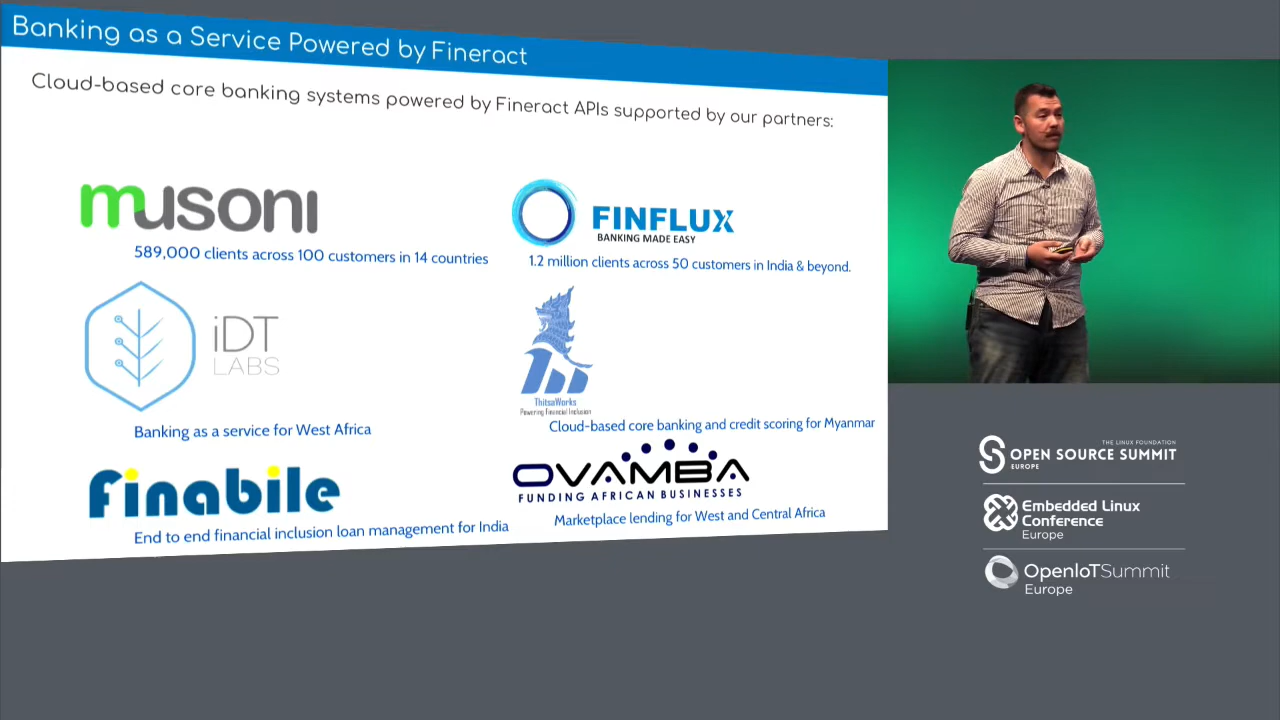 Banking as a Service Powered by Fineract
Cloud-based core banking systems powered by Fineract APIs supported by our partners:
musoni
589,000 clients across 100 customers in 14 countries
FINFLUX
BANKING MADE EASY
1.2 million clients across 50 customers in India & beyond.
iDT
LABS
Banking as a service for West Africa
ThitsaWorks
Powering Financial Inclusion
Cloud-based core banking and credit scoring for Myanmar
Finabile
End to end financial inclusion loan management for India
OVAMBA
FUNDING AFRICAN BUSINESSES
Marketplace lending for West and Central Africa
THE LINUX FOUNDATION
OPEN SOURCE SUMMIT
EUROPE
Embedded Linux
Conference
Europe
OpenIoTSummit
Europe